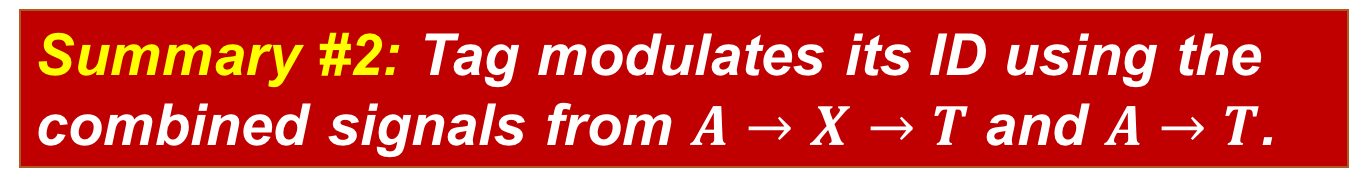 Summary #2: Tag modulates its ID using the
combined signals from A → X → T and A → T.